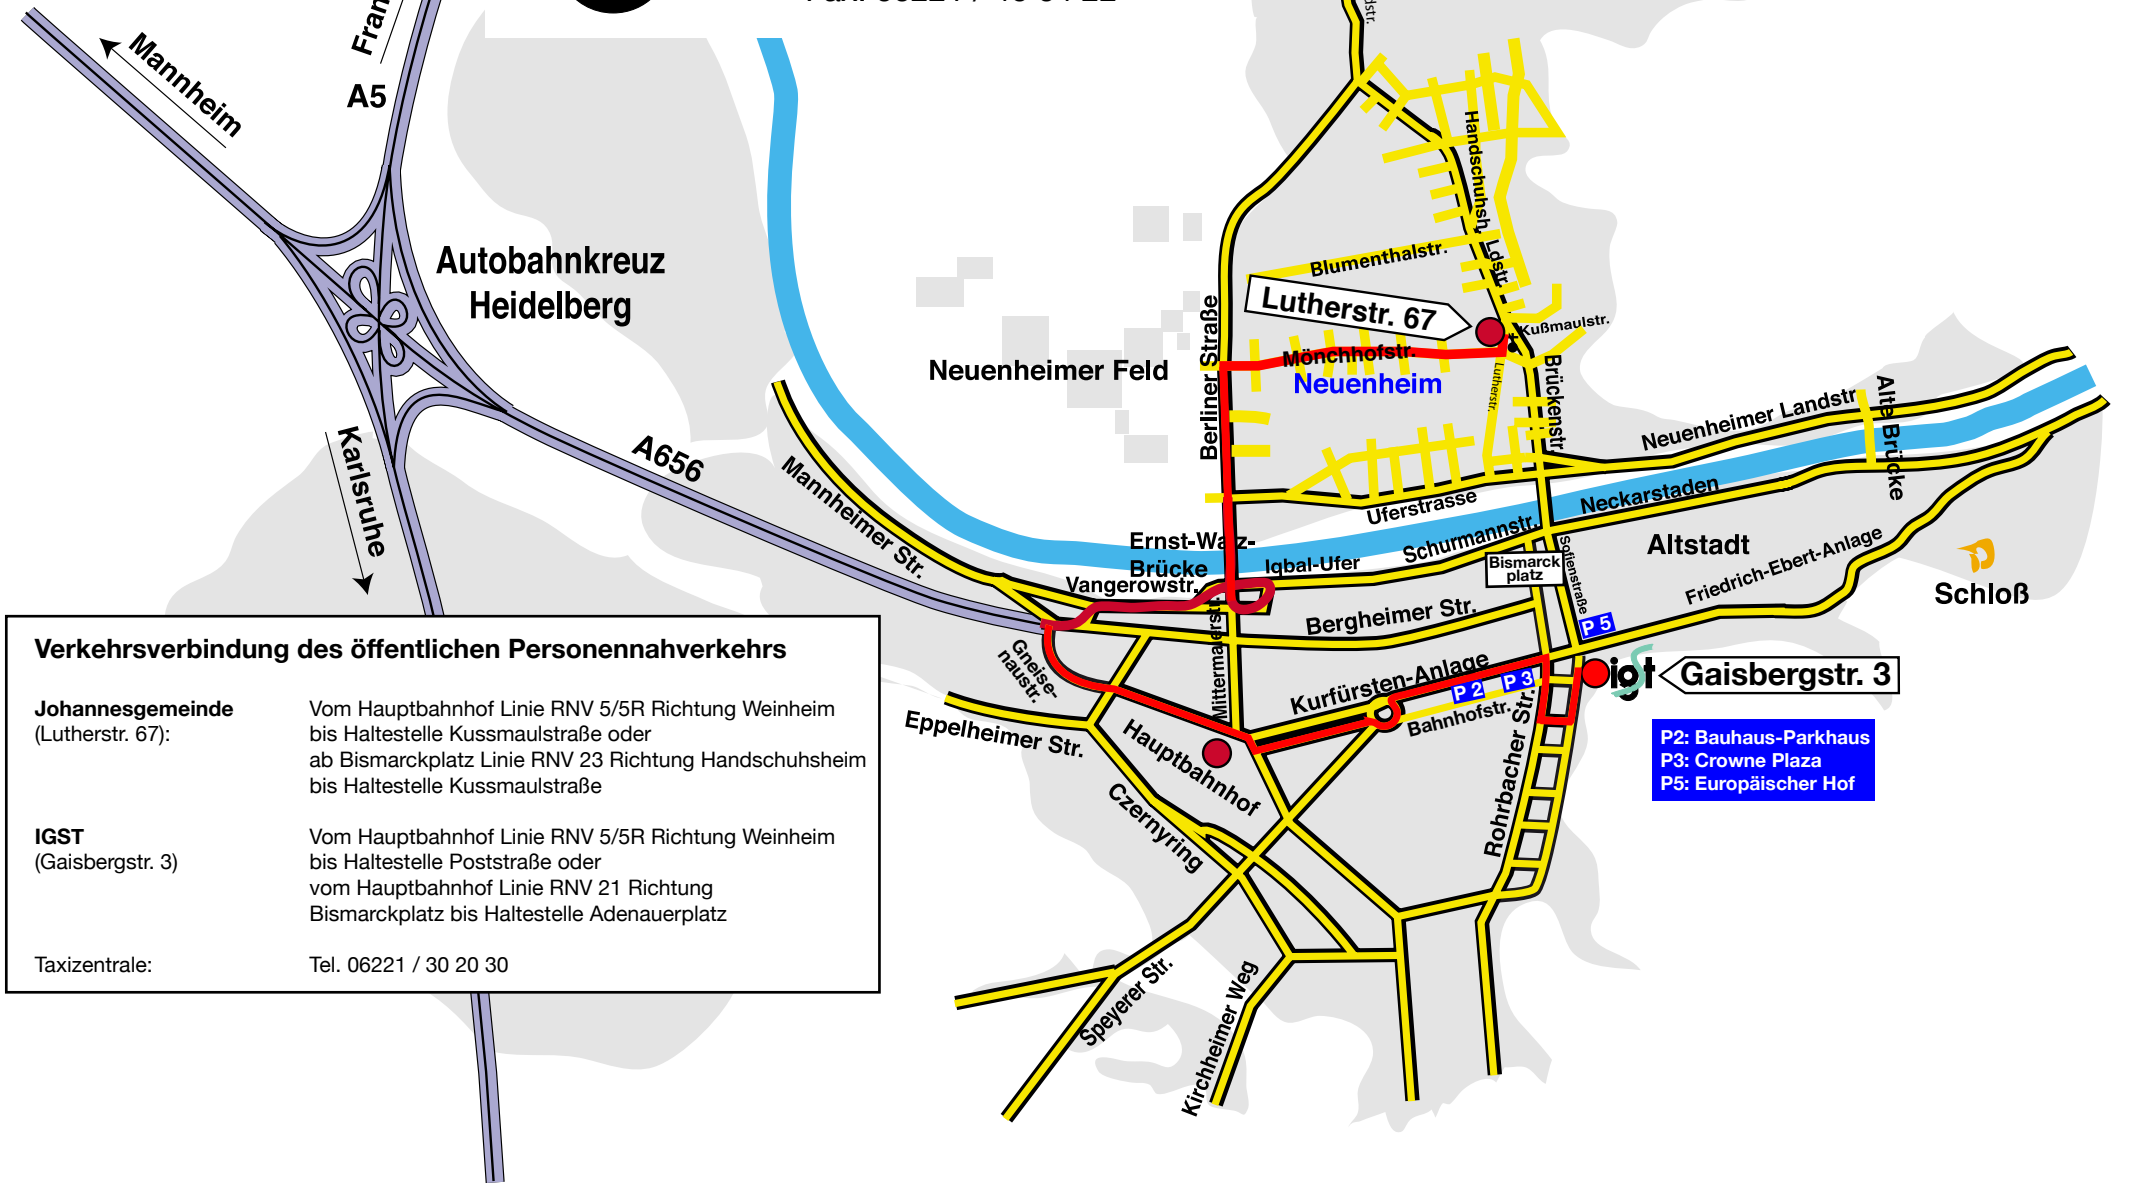 Mannheim
A5
Autobahnkreuz
Heidelberg
Karlsruhe
A656
Mannheimer Str.
Neuenheimer Feld
Berliner Straße
Handschuhsh. Ldstr.
Blumenthalstr.
Lutherstr. 67
Kußmaulstr.
Mönchhofstr.
Neuenheim
Lutherstr.
Brückenstr.
Neuenheimer Landstr.
Alte Brücke
Uferstrasse
Neckarstaden
Ernst-Walz-
Brücke
Iqbal-Ufer
Schurmannstr.
Vangerowstr.
Bismarck
platz
Sofienstraße
Altstadt
Friedrich-Ebert-Anlage
Schloß
Bergheimer Str.
Mittermaierstr.
P 5
Gneise-
naustr.
Kurfürsten-Anlage
P 2
P 3
Bahnhofstr.
igst
Gaisbergstr. 3
Eppelheimer Str.
Hauptbahnhof
Rohrbacher Str.
P2: Bauhaus-Parkhaus
P3: Crowne Plaza
P5: Europäischer Hof
Czernyring
Speyerer Str.
Kirchheimer Weg
Verkehrsverbindung des öffentlichen Personennahverkehrs
Johannesgemeinde Vom Hauptbahnhof Linie RNV 5/5R Richtung Weinheim
(Lutherstr. 67): bis Haltestelle Kussmaulstraße oder
ab Bismarckplatz Linie RNV 23 Richtung Handschuhsheim
bis Haltestelle Kussmaulstraße
IGST Vom Hauptbahnhof Linie RNV 5/5R Richtung Weinheim
(Gaisbergstr. 3) bis Haltestelle Poststraße oder
vom Hauptbahnhof Linie RNV 21 Richtung
Bismarckplatz bis Haltestelle Adenauerplatz
Taxizentrale: Tel. 06221 / 30 20 30